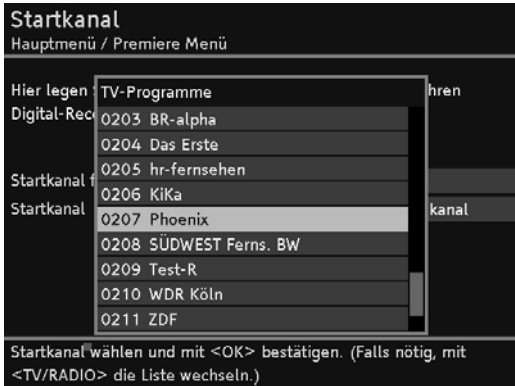 Startkanal
Hauptmenü / Premiere Menü
Hier legen
hren
Digital-Rec
TV-Programme
0203 BR-alpha
0204 Das Erste
0205 hr-fernsehen
0206 KiKa
0207 Phoenix
0208 SÜDWEST Ferns. BW
0209 Test-R
0210 WDR Köln
0211 ZDF
Startkanal f
Startkanal
kanal
Startkanal wählen und mit <OK> bestätigen. (Falls nötig, mit
<TV/RADIO> die Liste wechseln.)